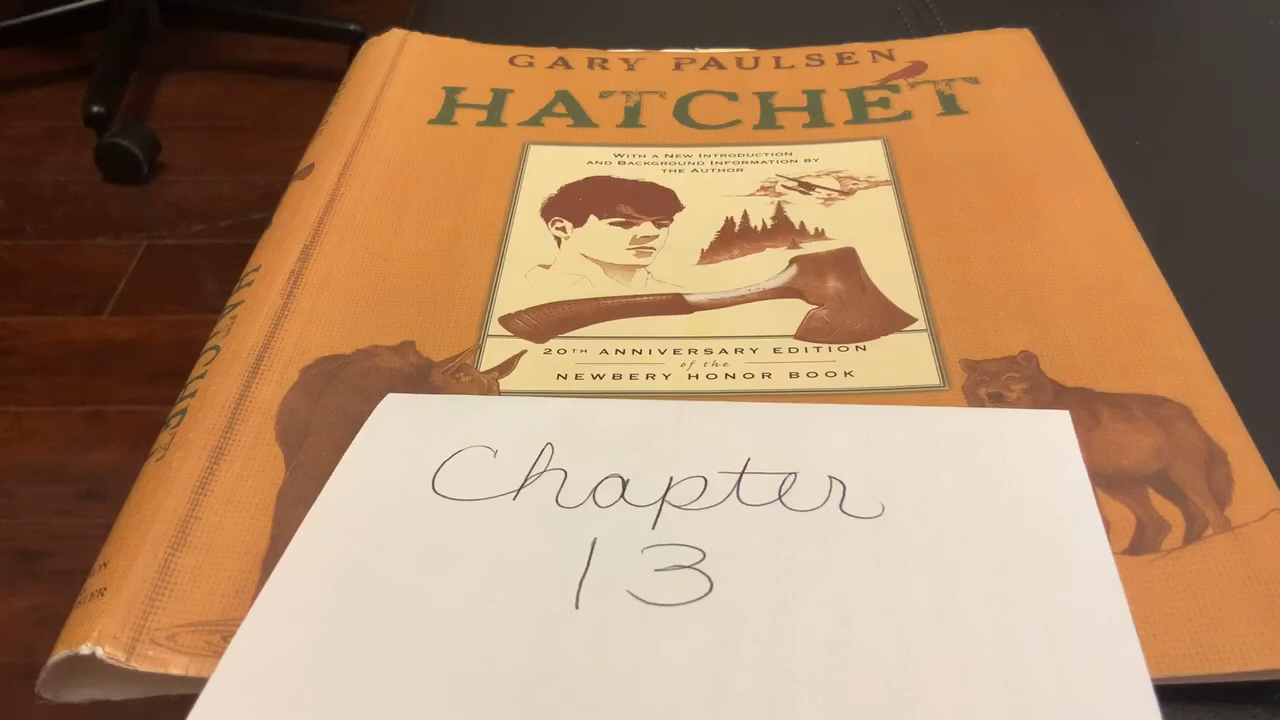 GARY PAULSEN
HATCHET
WITH A NEW INTRODUCTION
AND BACKGROUND INFORMATION BY
THE AUTHOR
20TH ANNIVERSARY EDITION
of the
NEWBERY HONOR BOOK
HATCHET
Chapter
13